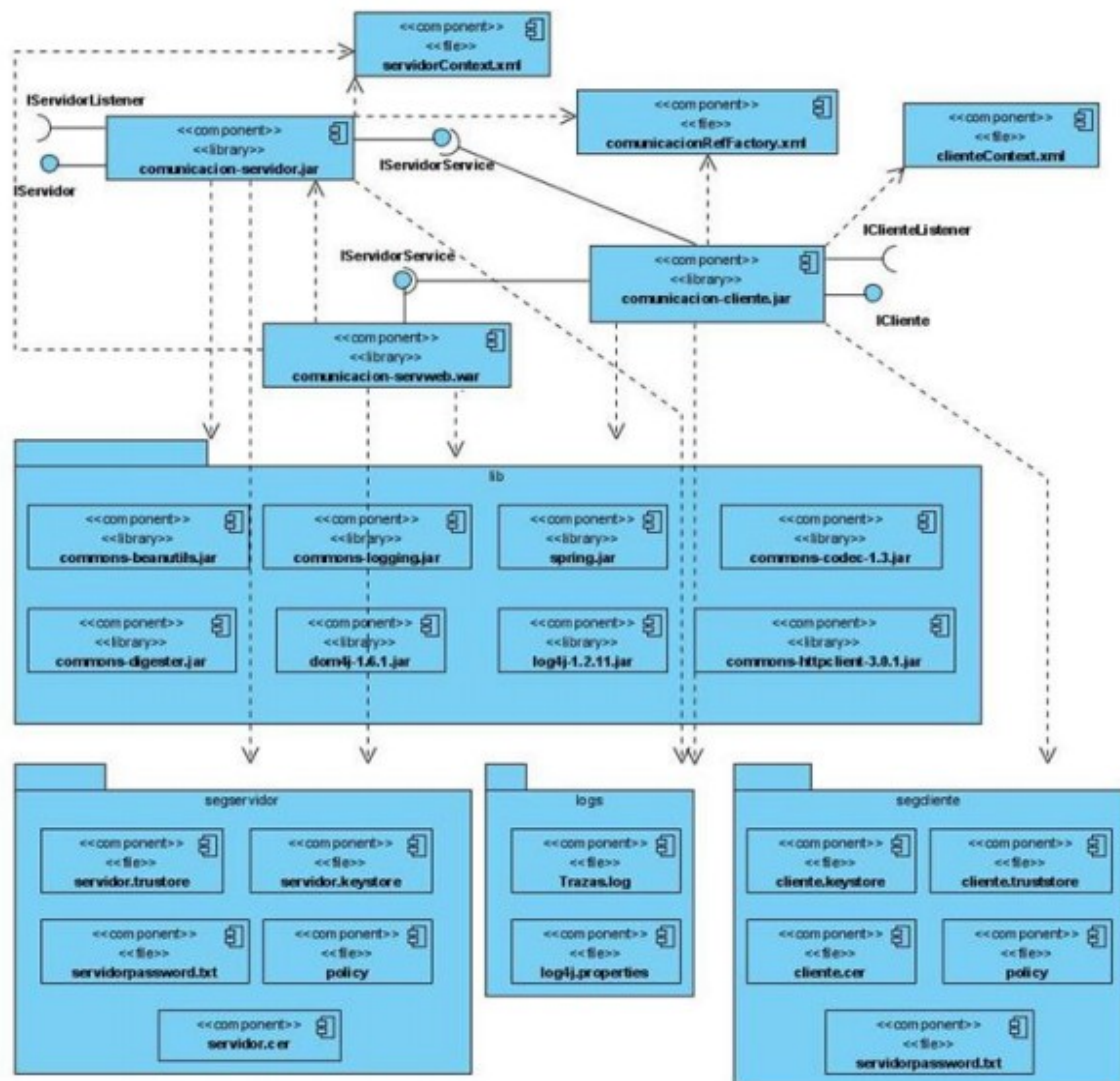 <<component>>
<<file>>
servidorContext.xml
IServidorListener
<<component>>
<<library>>
comunicacion-servidor.jar
IServidor
IServidorService
<<component>>
<<file>>
comunicacionRefFactory.xml
<<component>>
<<file>>
clienteContext.xml
IServidorService
<<component>>
<<library>>
comunicacion-cliente.jar
IClienteListener
ICliente
<<component>>
<<library>>
comunicacion-servweb.war
lib
<<component>>
<<library>>
commons-beanutils.jar
<<component>>
<<library>>
commons-logging.jar
<<component>>
<<library>>
spring.jar
<<component>>
<<library>>
commons-codec-1.3.jar
<<component>>
<<library>>
commons-digester.jar
<<component>>
<<library>>
dom4j-1.6.1.jar
<<component>>
<<library>>
log4j-1.2.11.jar
<<component>>
<<library>>
commons-httpclient-3.0.1.jar
segservidor
<<component>>
<<file>>
servidor.trustore
<<component>>
<<file>>
servidor.keystore
<<component>>
<<file>>
servidorpassword.txt
<<component>>
<<file>>
policy
<<component>>
<<file>>
servidor.cer
logs
<<component>>
<<file>>
Trazas.log
<<component>>
<<file>>
log4j.properties
segcliente
<<component>>
<<file>>
cliente.keystore
<<component>>
<<file>>
cliente.truststore
<<component>>
<<file>>
cliente.cer
<<component>>
<<file>>
policy
<<component>>
<<file>>
servidorpassword.txt